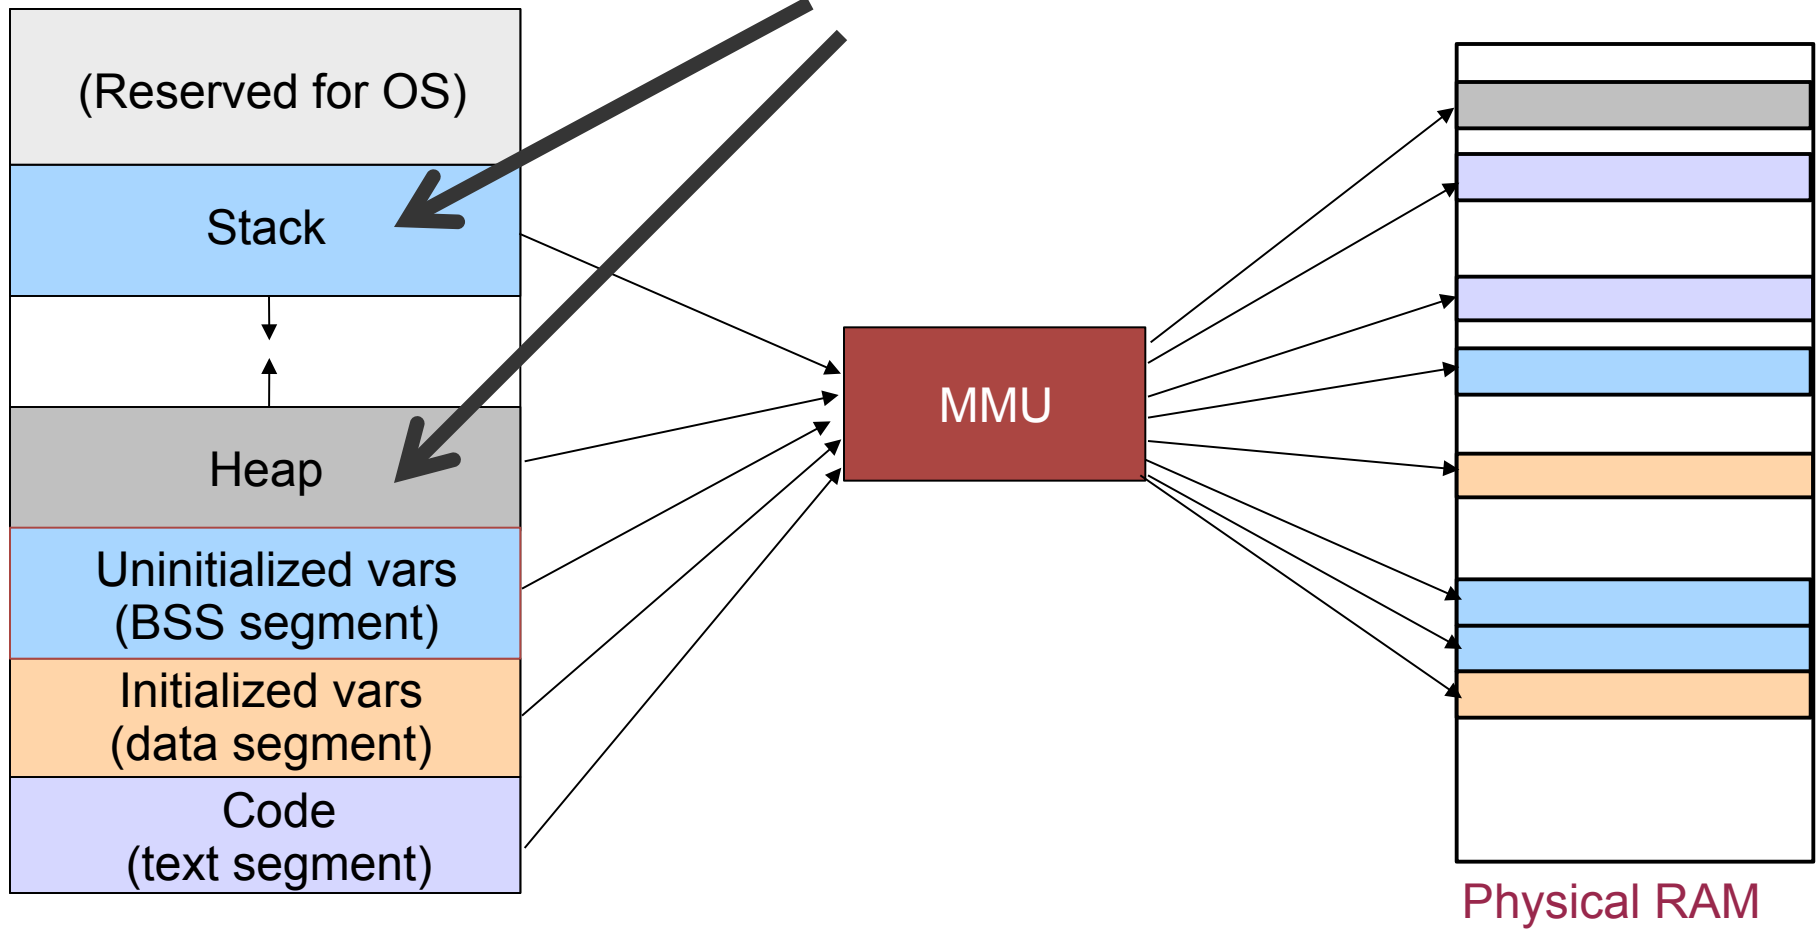 (Reserved for OS)
Stack
Heap
Uninitialized vars
(BSS segment)
Initialized vars
(data segment)
Code
(text segment)
MMU
Physical RAM